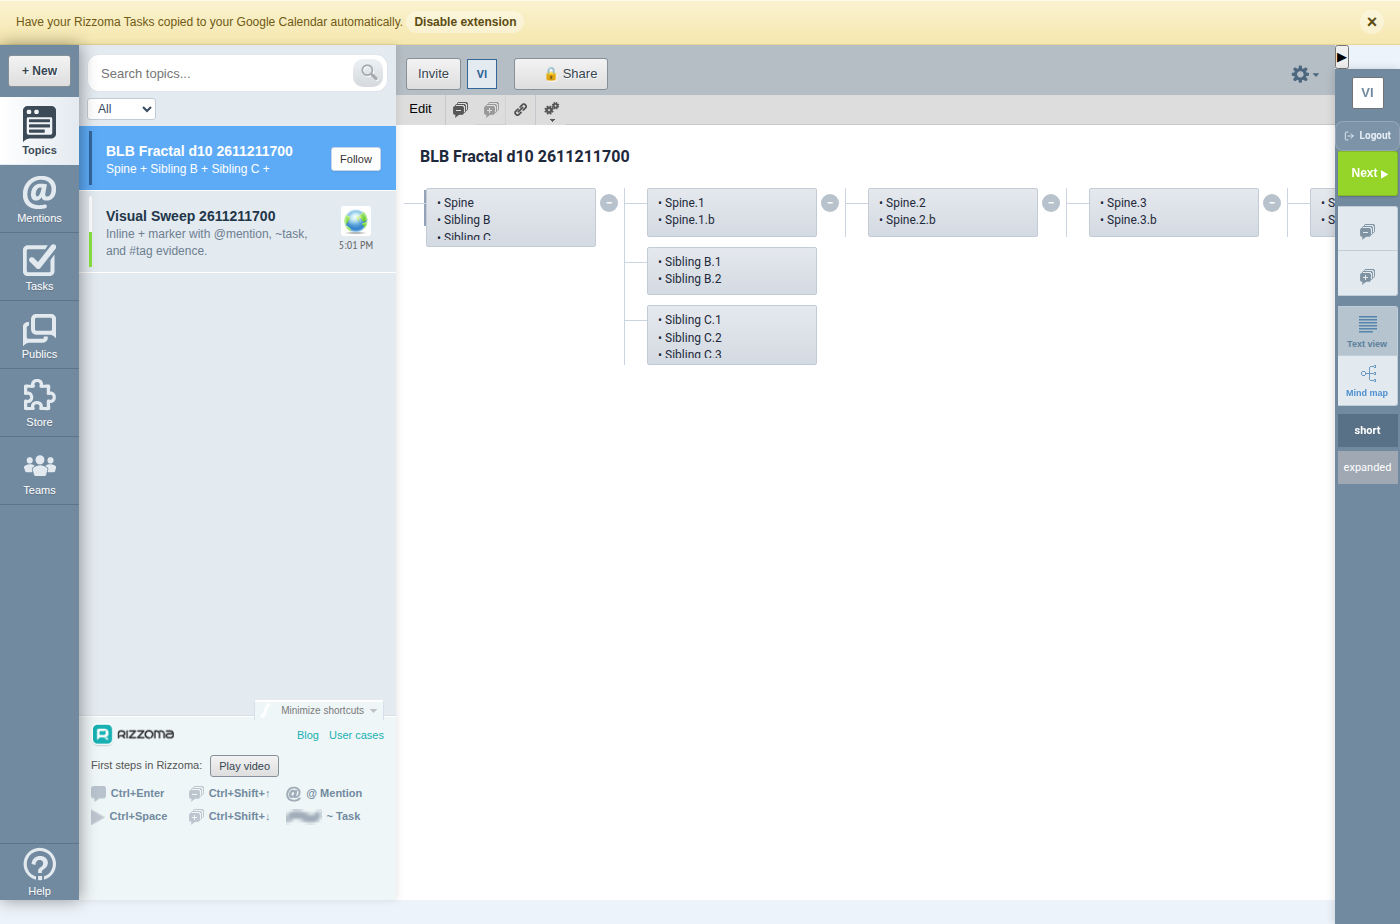 Have your Rizzoma Tasks copied to your Google Calendar automatically. Disable extension
+ New
Topics
Mentions
Tasks
Publics
Store
Teams
Help
Search topics...
All
BLB Fractal d10 2611211700
Spine + Sibling B + Sibling C +
Follow
Visual Sweep 2611211700
Inline + marker with @mention, ~task,
and #tag evidence.
5:01 PM
Minimize shortcuts
RIZZOMA
Blog User cases
First steps in Rizzoma: Play video
Ctrl+Enter Ctrl+Shift+↑ @ Mention
Ctrl+Space Ctrl+Shift+↓ ~ Task
Invite VI Share
Edit
BLB Fractal d10 2611211700
• Spine
• Sibling B
• Sibling C
• Spine.1
• Spine.1.b
• Sibling B.1
• Sibling B.2
• Sibling C.1
• Sibling C.2
• Sibling C.3
• Spine.2
• Spine.2.b
• Spine.3
• Spine.3.b
• S
• S
VI
Logout
Next
Text view
Mind map
short
expanded